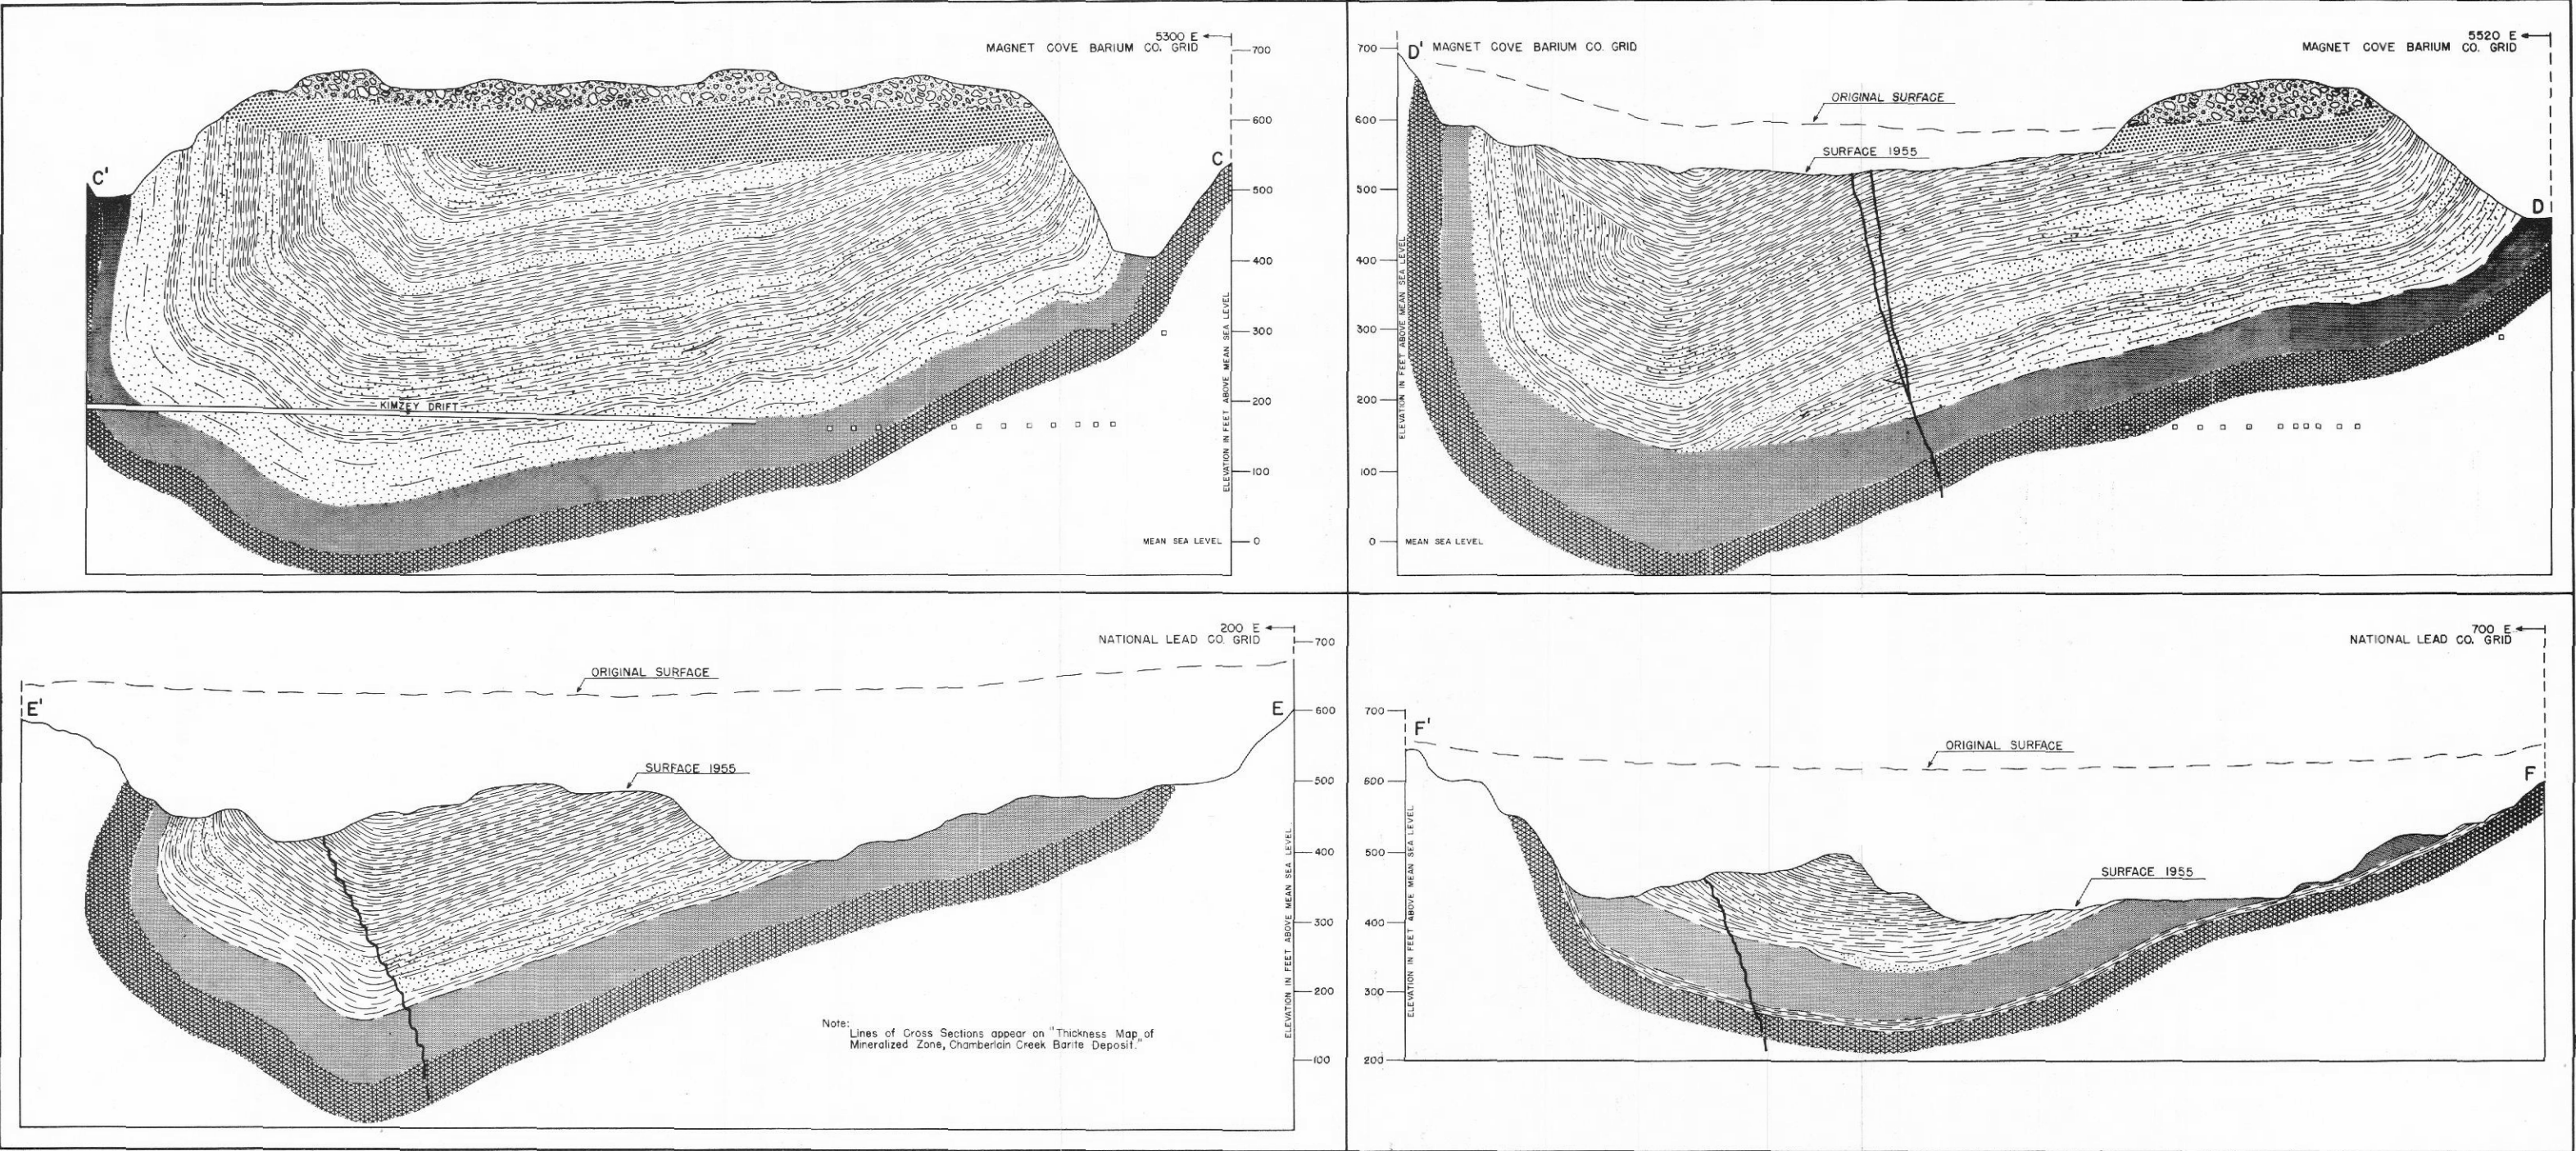 5300 E
MAGNET COVE BARIUM CO. GRID
700
600
500
400
300
200
100
0
C'
C
KIMZEY DRIFT
ELEVATION IN FEET ABOVE MEAN SEA LEVEL
MEAN SEA LEVEL
D' MAGNET COVE BARIUM CO. GRID
5520 E
MAGNET COVE BARIUM CO. GRID
700
600
500
400
300
200
100
0
ORIGINAL SURFACE
SURFACE 1955
D
ELEVATION IN FEET ABOVE MEAN SEA LEVEL
MEAN SEA LEVEL
200 E
NATIONAL LEAD CO. GRID
700
600
500
400
300
200
100
ORIGINAL SURFACE
E'
E
SURFACE 1955
ELEVATION IN FEET ABOVE MEAN SEA LEVEL
Note:
Lines of Cross Sections appear on "Thickness Map of
Mineralized Zone, Chamberlain Creek Barite Deposit."
700 E
NATIONAL LEAD CO. GRID
700
600
500
400
300
200
F'
ORIGINAL SURFACE
F
SURFACE 1955
ELEVATION IN FEET ABOVE MEAN SEA LEVEL